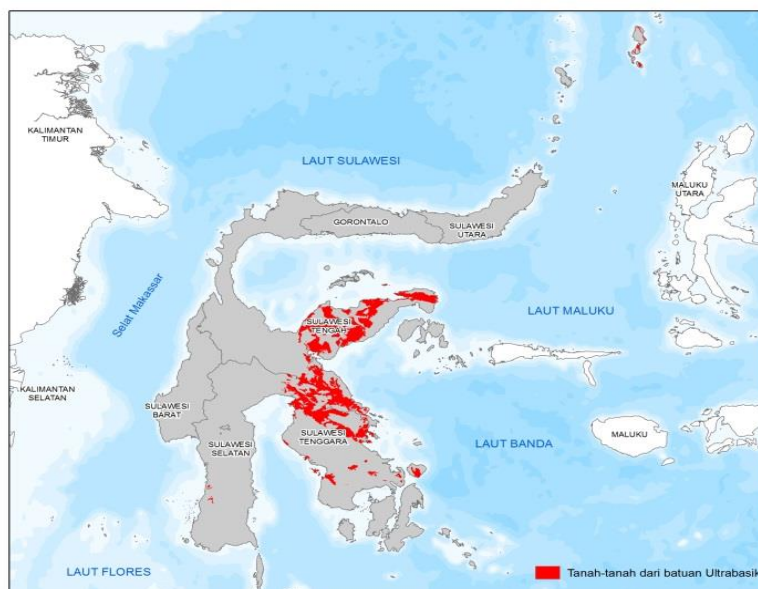 KALIMANTAN
TIMUR
LAUT SULAWESI
MALUKU
UTARA
GORONTALO
SULAWESI
UTARA
Selat Makassar
LAUT MALUKU
SULAWESI
TENGAH
KALIMANTAN
SELATAN
SULAWESI
BARAT
SULAWESI
SELATAN
SULAWESI
TENGGARA
LAUT BANDA
MALUKU
LAUT FLORES
Tanah-tanah dari batuan Ultrabasik